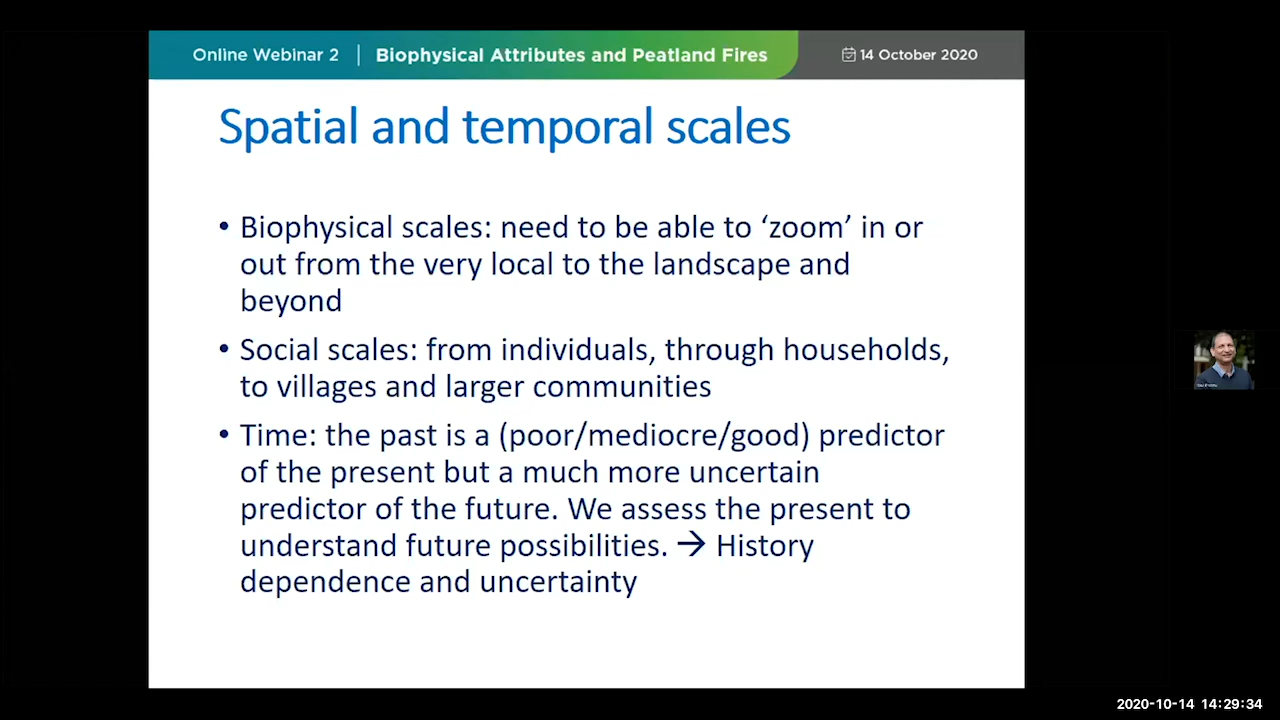 Online Webinar 2 | Biophysical Attributes and Peatland Fires
14 October 2020
Spatial and temporal scales
• Biophysical scales: need to be able to ‘zoom’ in or
out from the very local to the landscape and
beyond
• Social scales: from individuals, through households,
to villages and larger communities
• Time: the past is a (poor/mediocre/good) predictor
of the present but a much more uncertain
predictor of the future. We assess the present to
understand future possibilities. → History
dependence and uncertainty
2020-10-14 14:29:34